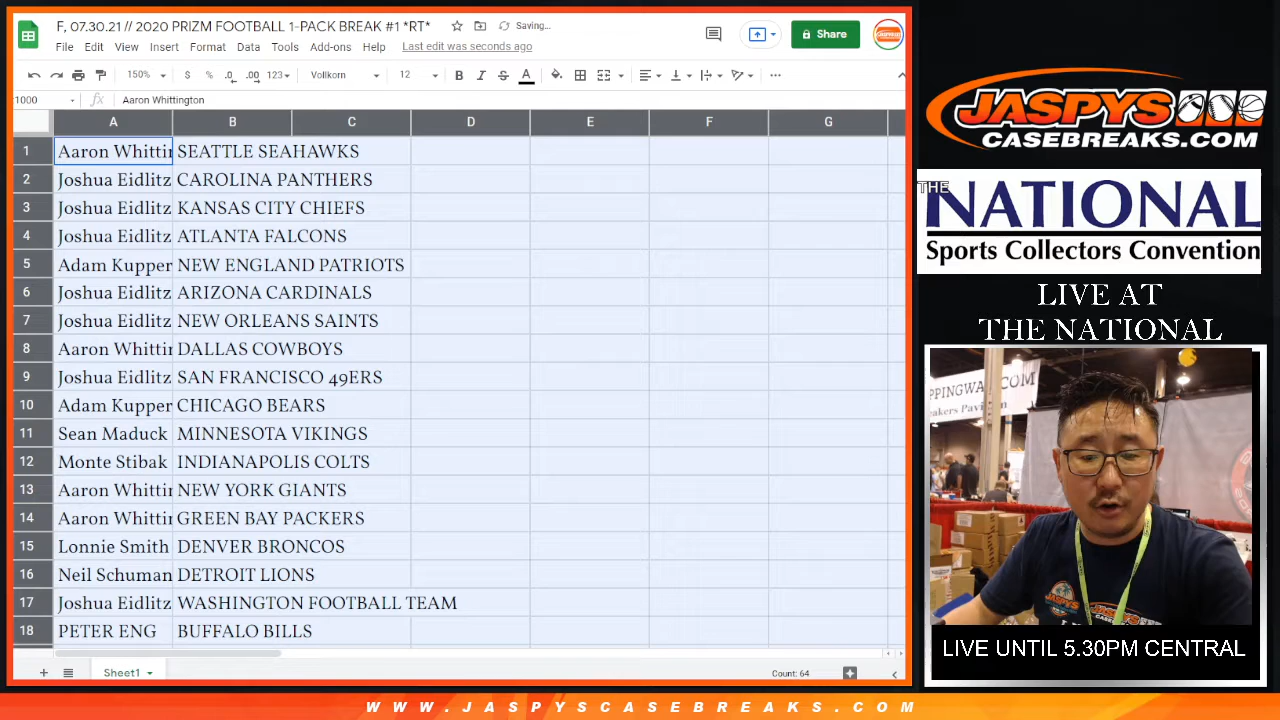 F, 07.30.21 // 2020 PRIZM FOOTBALL 1-PACK BREAK #1 *RT*
Saving...
File Edit View Insert Format Data Tools Add-ons Help Last edit was seconds ago
Share
150% $ % .0 .00 123 Vollkorn 12 B I S A
1000 fx Aaron Whittington
A B C D E F G
1 Aaron Whittin SEATTLE SEAHAWKS
2 Joshua Eidlitz CAROLINA PANTHERS
3 Joshua Eidlitz KANSAS CITY CHIEFS
4 Joshua Eidlitz ATLANTA FALCONS
5 Adam Kupper NEW ENGLAND PATRIOTS
6 Joshua Eidlitz ARIZONA CARDINALS
7 Joshua Eidlitz NEW ORLEANS SAINTS
8 Aaron Whittin DALLAS COWBOYS
9 Joshua Eidlitz SAN FRANCISCO 49ERS
10 Adam Kupper CHICAGO BEARS
11 Sean Maduck MINNESOTA VIKINGS
12 Monte Stibak INDIANAPOLIS COLTS
13 Aaron Whittin NEW YORK GIANTS
14 Aaron Whittin GREEN BAY PACKERS
15 Lonnie Smith DENVER BRONCOS
16 Neil Schuman DETROIT LIONS
17 Joshua Eidlitz WASHINGTON FOOTBALL TEAM
18 PETER ENG BUFFALO BILLS
Sheet1
Count: 64
JASPYS
CASEBREAKS.COM
THE
NATIONAL
Sports Collectors Convention
LIVE AT
THE NATIONAL
PPINGWAY.COM
eakers Pavilion
JASPYS
LIVE UNTIL 5.30PM CENTRAL
WWW.JASPYSCASEBREAKS.COM